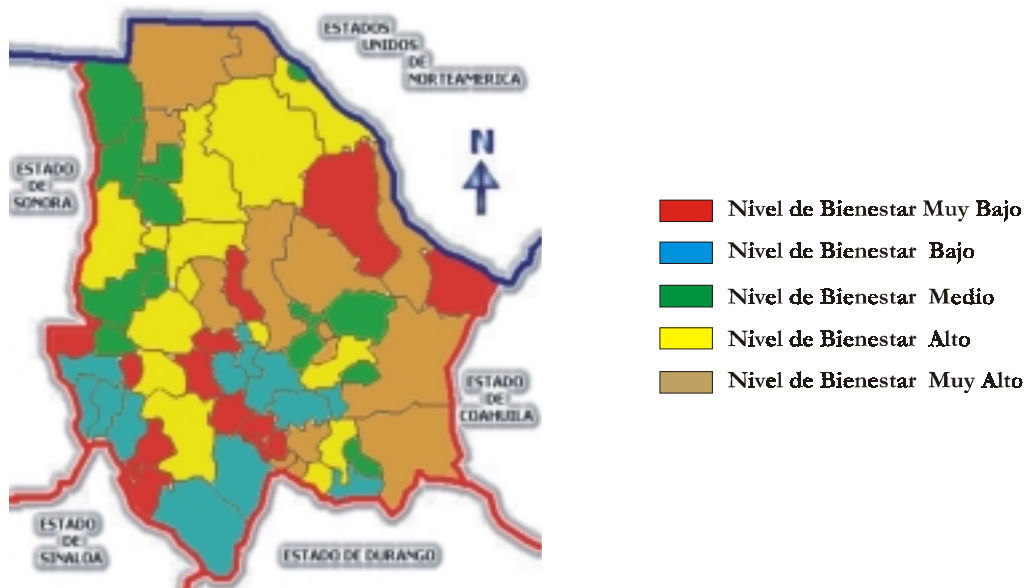 ESTADOS
UNIDOS
DE
NORTEAMERICA
N
ESTADO
DE
SONORA
ESTADO
DE
COAHUILA
ESTADO
DE
SINALOA
ESTADO DE DURANGO
Nivel de Bienestar Muy Bajo
Nivel de Bienestar Bajo
Nivel de Bienestar Medio
Nivel de Bienestar Alto
Nivel de Bienestar Muy Alto